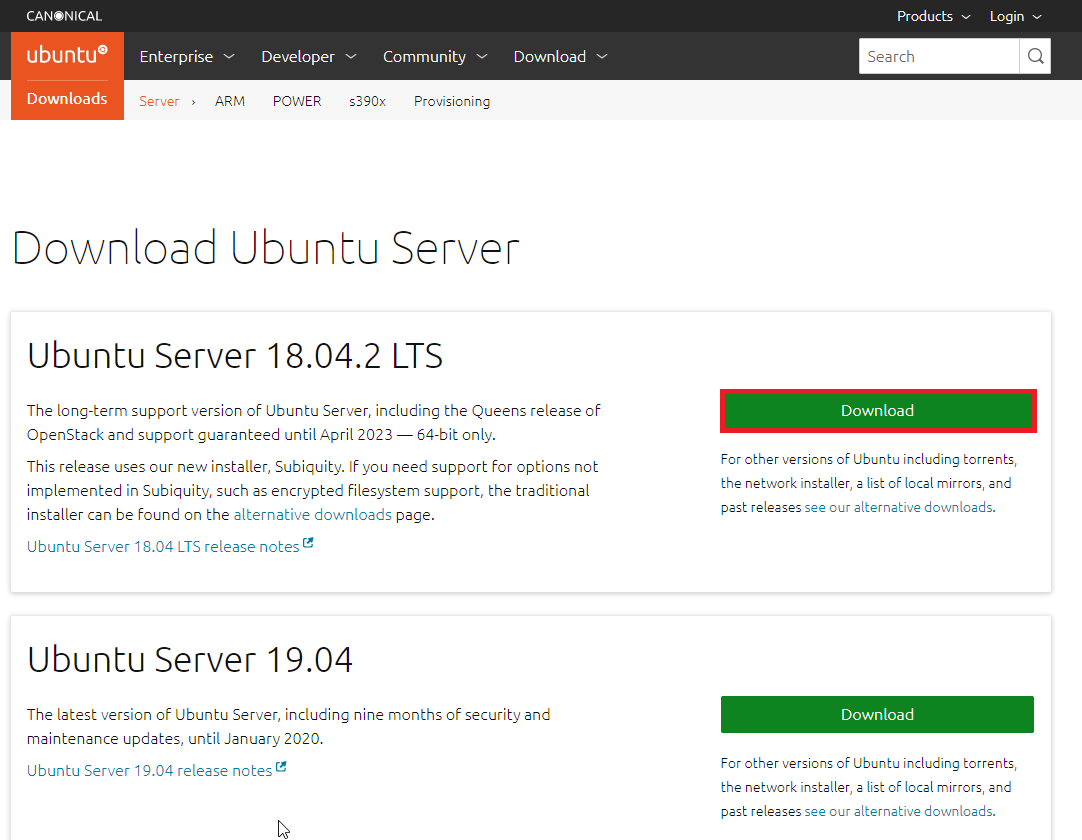 CANONICAL
Products
Login
ubuntu
Enterprise
Developer
Community
Download
Search
Downloads
Server › ARM POWER s390x Provisioning
Download Ubuntu Server
Ubuntu Server 18.04.2 LTS
The long-term support version of Ubuntu Server, including the Queens release of
OpenStack and support guaranteed until April 2023 — 64-bit only.
This release uses our new installer, Subiquity. If you need support for options not
implemented in Subiquity, such as encrypted filesystem support, the traditional
installer can be found on the alternative downloads page.
Ubuntu Server 18.04 LTS release notes
Download
For other versions of Ubuntu including torrents,
the network installer, a list of local mirrors, and
past releases see our alternative downloads.
Ubuntu Server 19.04
The latest version of Ubuntu Server, including nine months of security and
maintenance updates, until January 2020.
Ubuntu Server 19.04 release notes
Download
For other versions of Ubuntu including torrents,
the network installer, a list of local mirrors, and
past releases see our alternative downloads.